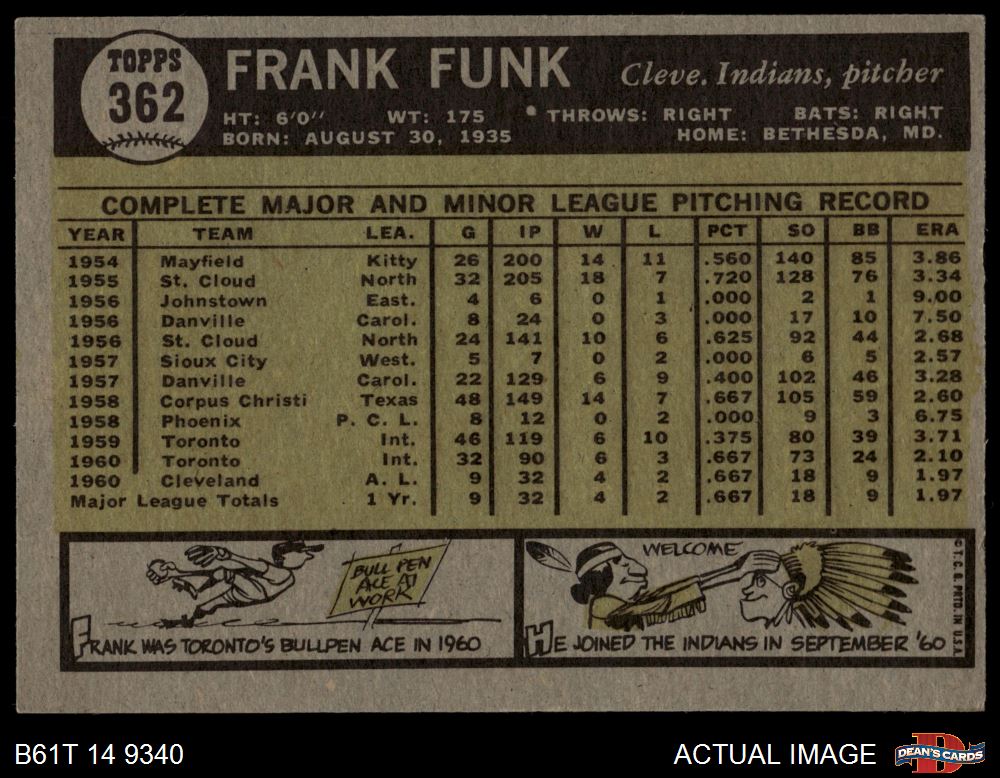 TOPPS
362
FRANK FUNK Cleve. Indians, pitcher
HT: 6'0" WT: 175 • THROWS: RIGHT BATS: RIGHT
BORN: AUGUST 30, 1935 HOME: BETHESDA, MD.
COMPLETE MAJOR AND MINOR LEAGUE PITCHING RECORD
YEAR TEAM LEA. G IP W L PCT SO BB ERA
1954 Mayfield Kitty 26 200 14 11 .560 140 85 3.86
1955 St. Cloud North 32 205 18 7 .720 128 76 3.34
1956 Johnstown East. 4 6 0 1 .000 2 1 9.00
1956 Danville Carol. 8 24 0 3 .000 17 10 7.50
1956 St. Cloud North 24 141 10 6 .625 92 44 2.68
1957 Sioux City West. 5 7 0 2 .000 6 5 2.57
1957 Danville Carol. 22 129 6 9 .400 102 46 3.28
1958 Corpus Christi Texas 48 149 14 7 .667 105 59 2.60
1958 Phoenix P. C. L. 8 12 0 2 .000 9 3 6.75
1959 Toronto Int. 46 119 6 10 .375 80 39 3.71
1960 Toronto Int. 32 90 6 3 .667 73 24 2.10
1960 Cleveland A. L. 9 32 4 2 .667 18 9 1.97
Major League Totals 1 Yr. 9 32 4 2 .667 18 9 1.97
BULL PEN
ACE AT
WORK
FRANK WAS TORONTO'S BULLPEN ACE IN 1960
WELCOME
HE JOINED THE INDIANS IN SEPTEMBER '60
© T. C. G. PRTD. IN U.S.A.
B61T 14 9340 ACTUAL IMAGE DEAN'S CARDS